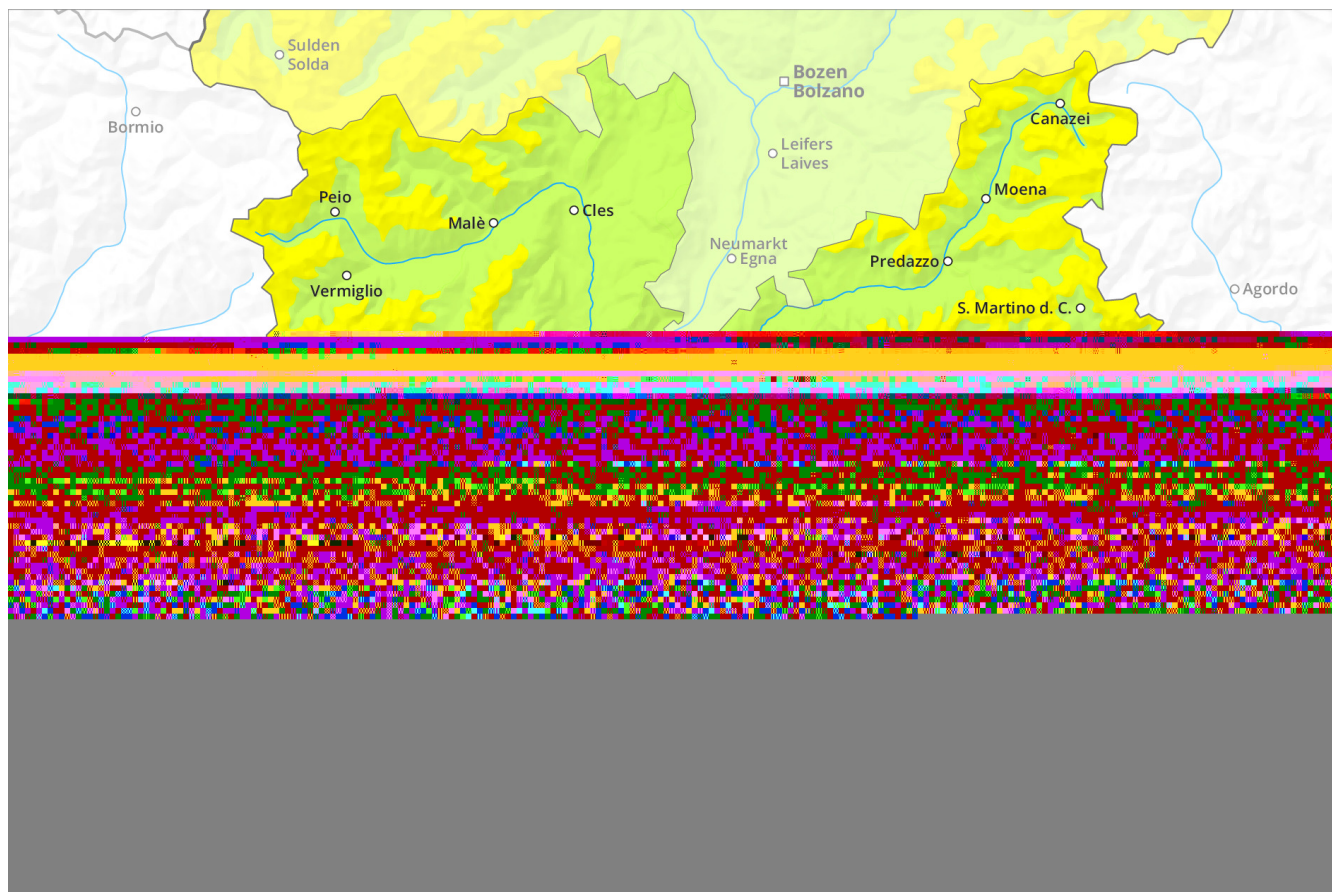 Sulden
Solda
Bozen
Bolzano
Bormio
Canazei
Leifers
Laives
Peio
Moena
Malè
Cles
Neumarkt
Egna
Predazzo
Vermiglio
Agordo
S. Martino d. C.